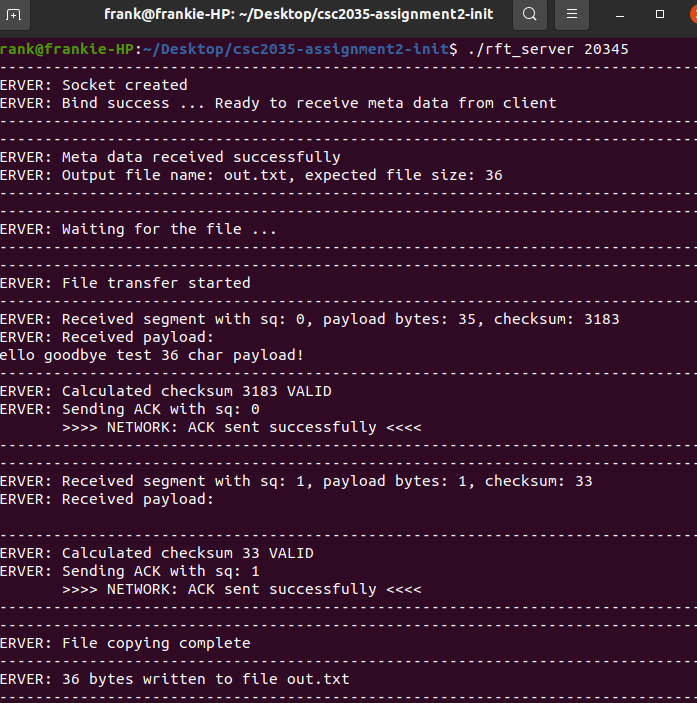 frank@frankie-HP: ~/Desktop/csc2035-assignment2-init
rank@frankie-HP:~/Desktop/csc2035-assignment2-init$ ./rft_server 20345
ERVER: Socket created
ERVER: Bind success ... Ready to receive meta data from client
ERVER: Meta data received successfully
ERVER: Output file name: out.txt, expected file size: 36
ERVER: Waiting for the file ...
ERVER: File transfer started
ERVER: Received segment with sq: 0, payload bytes: 35, checksum: 3183
ERVER: Received payload:
ello goodbye test 36 char payload!
ERVER: Calculated checksum 3183 VALID
ERVER: Sending ACK with sq: 0
>>>> NETWORK: ACK sent successfully <<<<
ERVER: Received segment with sq: 1, payload bytes: 1, checksum: 33
ERVER: Received payload:
ERVER: Calculated checksum 33 VALID
ERVER: Sending ACK with sq: 1
>>>> NETWORK: ACK sent successfully <<<<
ERVER: File copying complete
ERVER: 36 bytes written to file out.txt